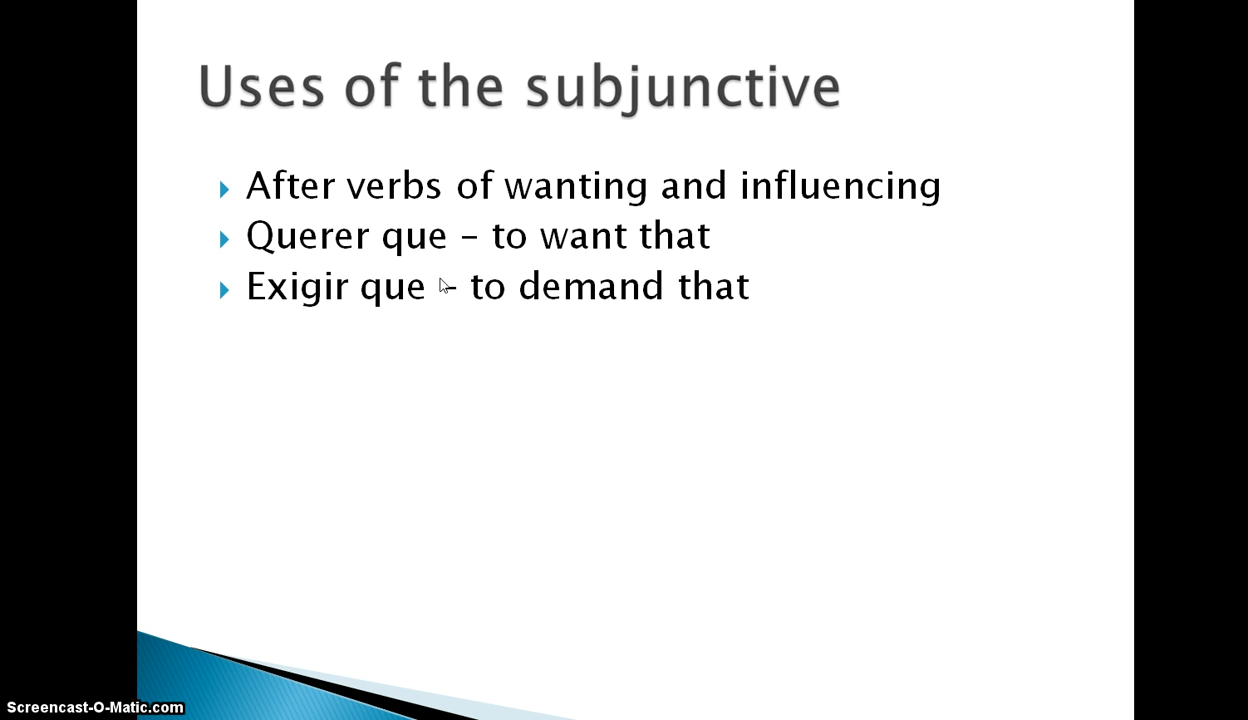 Uses of the subjunctive
After verbs of wanting and influencing
Querer que – to want that
Exigir que – to demand that
Screencast-O-Matic.com